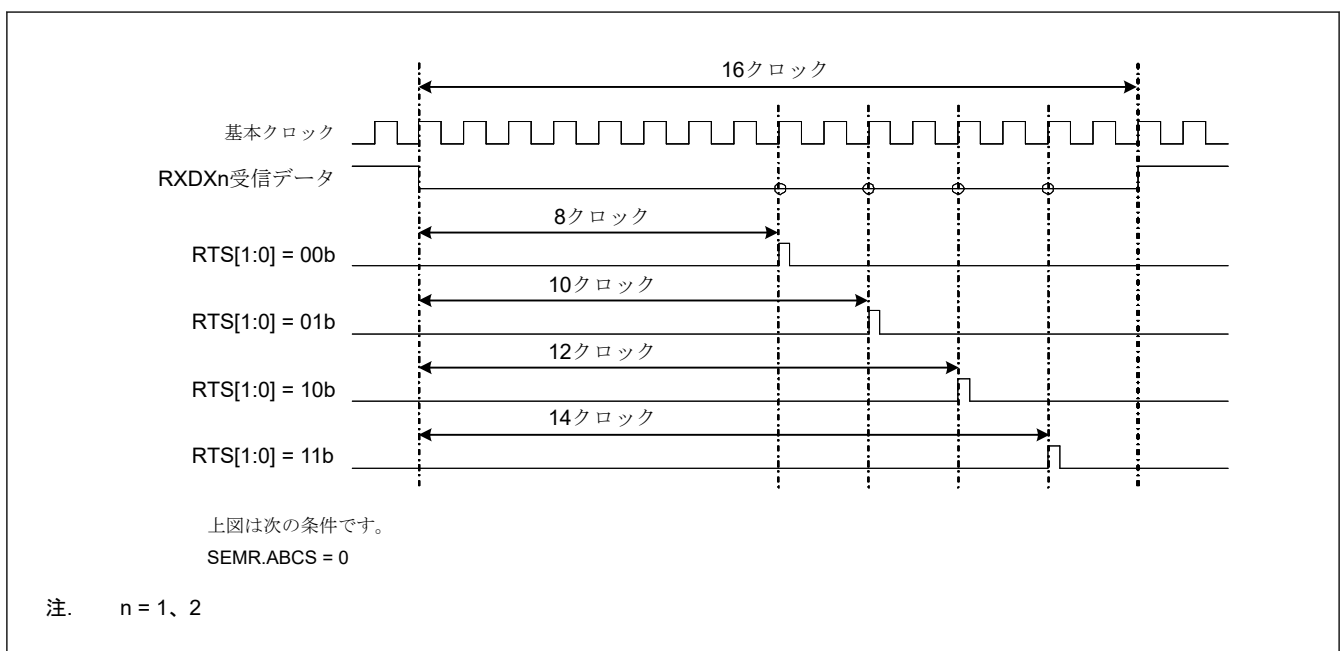 16クロック
基本クロック
RXDXn受信データ
8クロック
RTS[1:0] = 00b
10クロック
RTS[1:0] = 01b
12クロック
RTS[1:0] = 10b
14クロック
RTS[1:0] = 11b
上図は次の条件です。
SEMR.ABCS = 0
注. n = 1、2